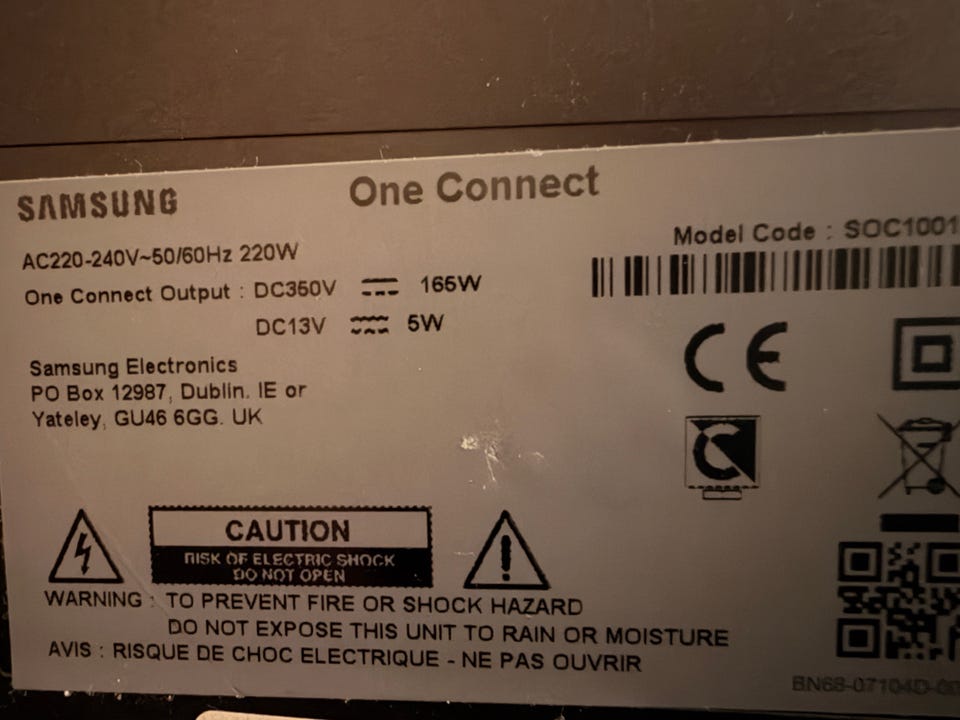 SAMSUNG
One Connect
AC220-240V~50/60Hz 220W
One Connect Output : DC350V 165W
DC13V 5W
Samsung Electronics
PO Box 12987, Dublin. IE or
Yateley, GU46 6GG. UK
Model Code : SOC1001
CE
CAUTION
RISK OF ELECTRIC SHOCK
DO NOT OPEN
WARNING : TO PREVENT FIRE OR SHOCK HAZARD
DO NOT EXPOSE THIS UNIT TO RAIN OR MOISTURE
AVIS : RISQUE DE CHOC ELECTRIQUE - NE PAS OUVRIR